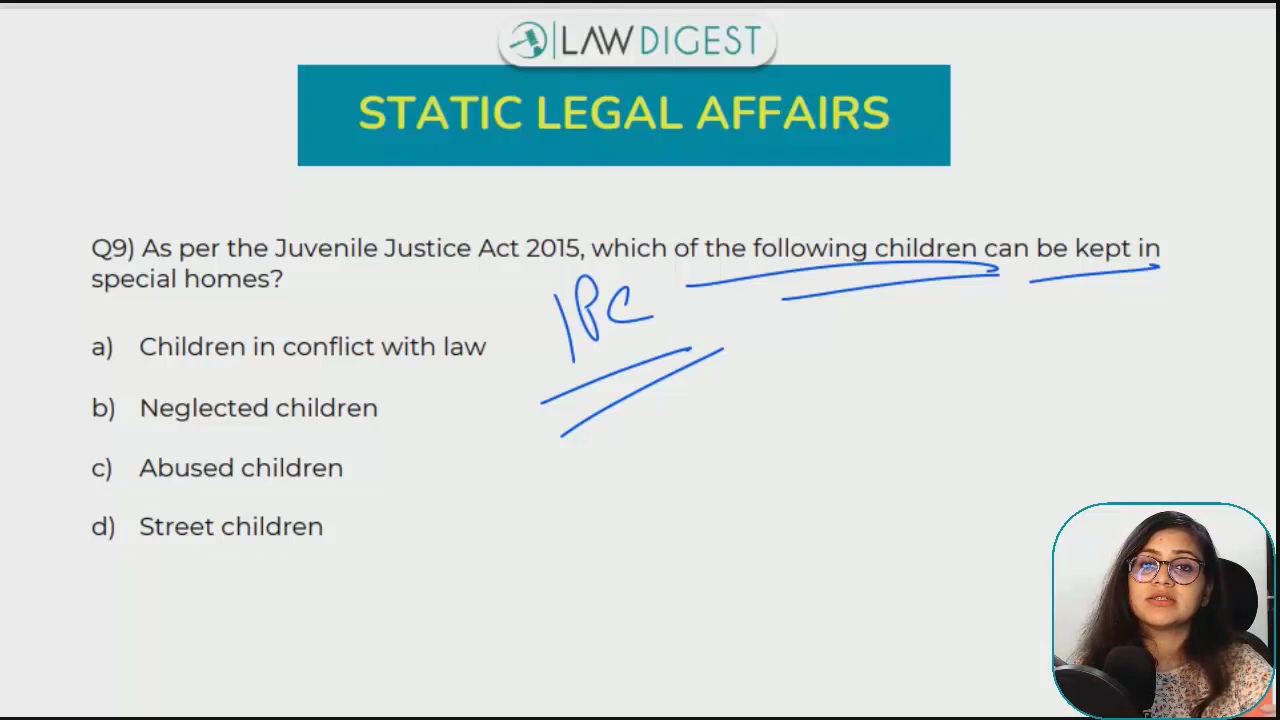 LAWDIGEST
STATIC LEGAL AFFAIRS
Q9) As per the Juvenile Justice Act 2015, which of the following children can be kept in
special homes?
IPC
a) Children in conflict with law
b) Neglected children
c) Abused children
d) Street children